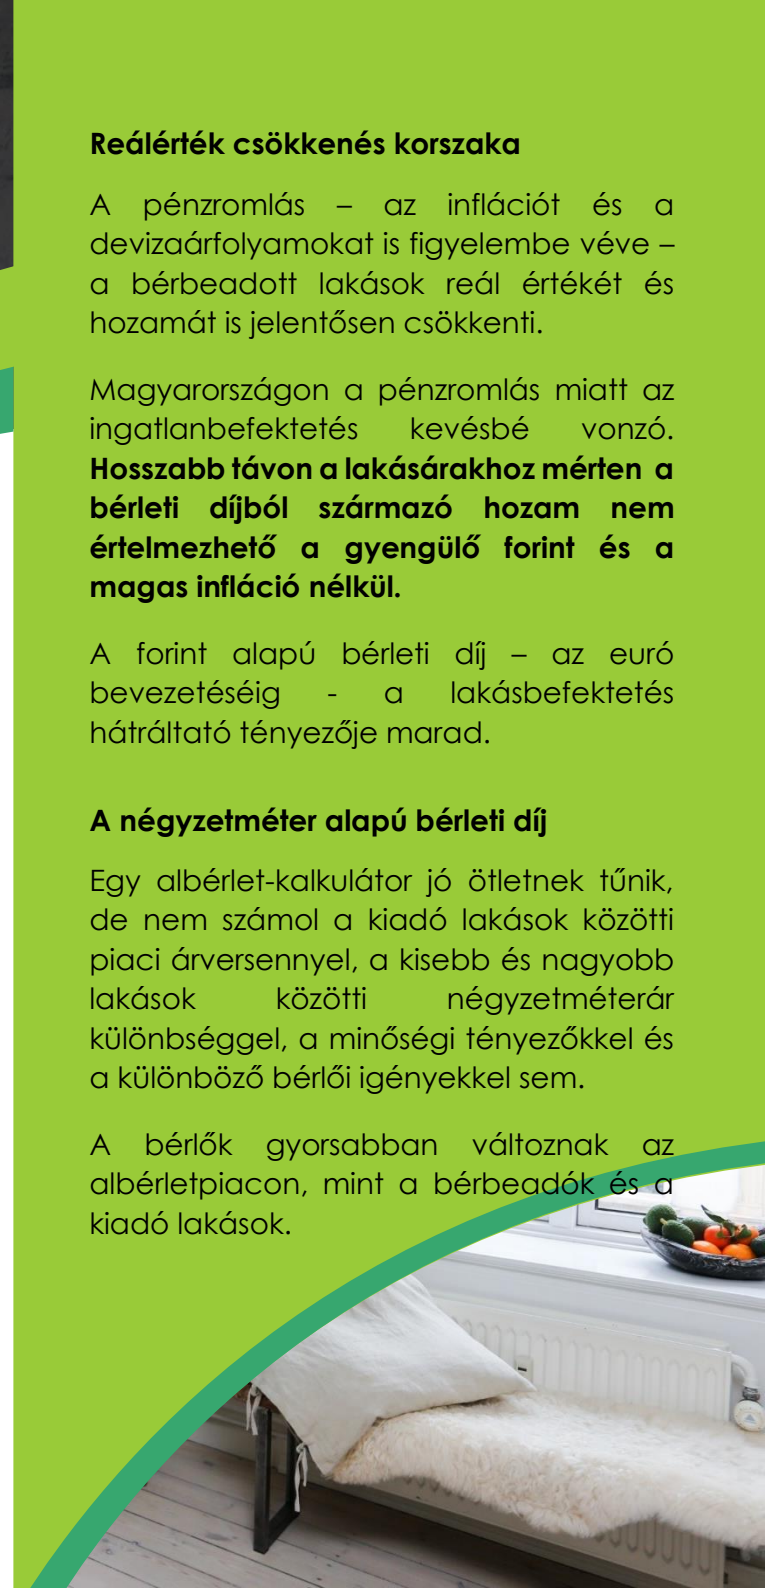 Reálérték csökkenés korszaka
A pénzromlás – az inflációt és a
devizaárfolyamokat is figyelembe véve –
a bérbeadott lakások reál értékét és
hozamát is jelentősen csökkenti.
Magyarországon a pénzromlás miatt az
ingatlanbefektetés kevésbé vonzó.
Hosszabb távon a lakásárakhoz mérten a
bérleti díjból származó hozam nem
értelmezhető a gyengülő forint és a
magas infláció nélkül.
A forint alapú bérleti díj – az euró
bevezetéséig - a lakásbefektetés
hátráltató tényezője marad.
A négyzetméter alapú bérleti díj
Egy albérlet-kalkulátor jó ötletnek tűnik,
de nem számol a kiadó lakások közötti
piaci árversennyel, a kisebb és nagyobb
lakások közötti négyzetméterár
különbséggel, a minőségi tényezőkkel és
a különböző bérlői igényekkel sem.
A bérlők gyorsabban változnak az
albérletpiacon, mint a bérbeadók és a
kiadó lakások.